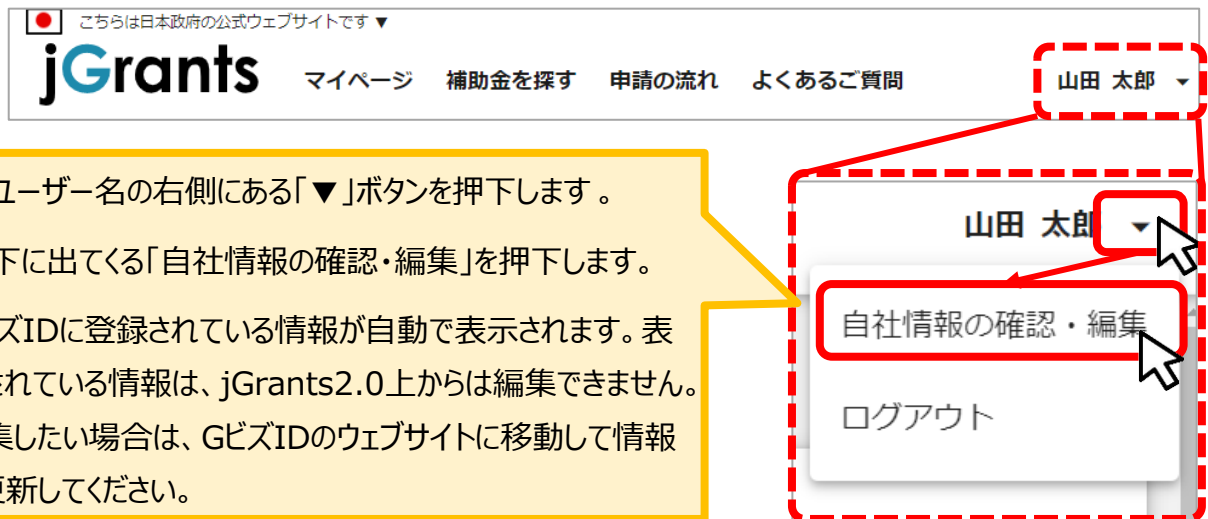 こちらは日本政府の公式ウェブサイトです ▼
jGrants マイページ 補助金を探す 申請の流れ よくあるご質問 山田 太郎 ▼
ユーザー名の右側にある「▼」ボタンを押下します。
下に出てくる「自社情報の確認・編集」を押下します。
ズIDに登録されている情報が自動で表示されます。表
されている情報は、jGrants2.0上からは編集できません。
集したい場合は、GビズIDのウェブサイトに移動して情報
更新してください。
山田 太郎 ▼
自社情報の確認・編集
ログアウト